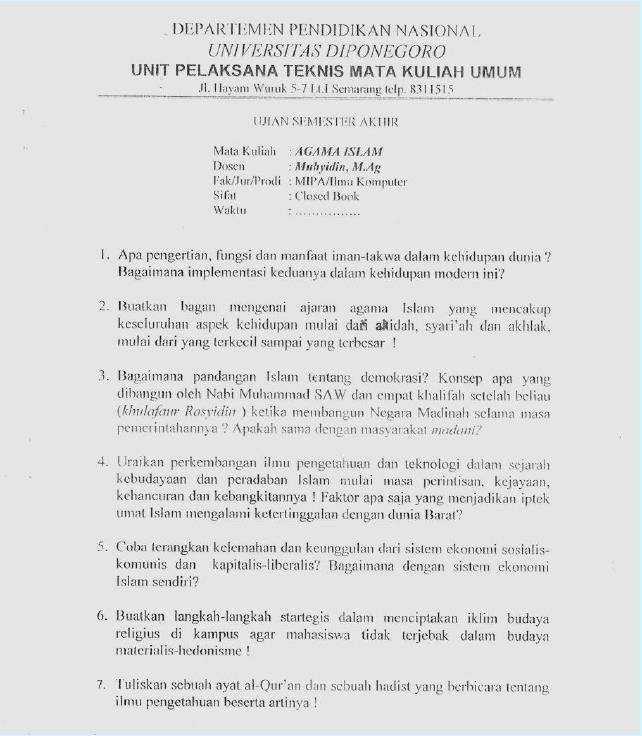 DEPARTEMEN PENDIDIKAN NASIONAL
UNIVERSITAS DIPONEGORO
UNIT PELAKSANA TEKNIS MATA KULIAH UMUM
Jl. Hayam Wuruk 5-7 Lt.I Semarang telp. 8311515
UJIAN SEMESTER AKHIR
Mata Kuliah : AGAMA ISLAM
Dosen : Muhyidin, M.Ag
Fak/Jur/Prodi : MIPA/Ilmu Komputer
Sifat : Closed Book
Waktu : ................
1. Apa pengertian, fungsi dan manfaat iman-takwa dalam kehidupan dunia ?
Bagaimana implementasi keduanya dalam kehidupan modern ini?
2. Buatkan bagan mengenai ajaran agama Islam yang mencakup
keseluruhan aspek kehidupan mulai dari akidah, syari'ah dan akhlak,
mulai dari yang terkecil sampai yang terbesar !
3. Bagaimana pandangan Islam tentang demokrasi? Konsep apa yang
dibangun oleh Nabi Muhammad SAW dan empat khalifah setelah beliau
(khulafaur Rasyidin ) ketika membangun Negara Madinah selama masa
pemerintahannya ? Apakah sama dengan masyarakat madani?
4. Uraikan perkembangan ilmu pengetahuan dan teknologi dalam sejarah
kebudayaan dan peradaban Islam mulai masa perintisan, kejayaan,
kehancuran dan kebangkitannya ! Faktor apa saja yang menjadikan iptek
umat Islam mengalami ketertinggalan dengan dunia Barat?
5. Coba terangkan kelemahan dan keunggulan dari sistem ekonomi sosialis-
komunis dan kapitalis-liberalis? Bagaimana dengan sistem ekonomi
Islam sendiri?
6. Buatkan langkah-langkah startegis dalam menciptakan iklim budaya
religius di kampus agar mahasiswa tidak terjebak dalam budaya
materialis-hedonisme !
7. Tuliskan sebuah ayat al-Qur'an dan sebuah hadist yang berbicara tentang
ilmu pengetahuan beserta artinya !